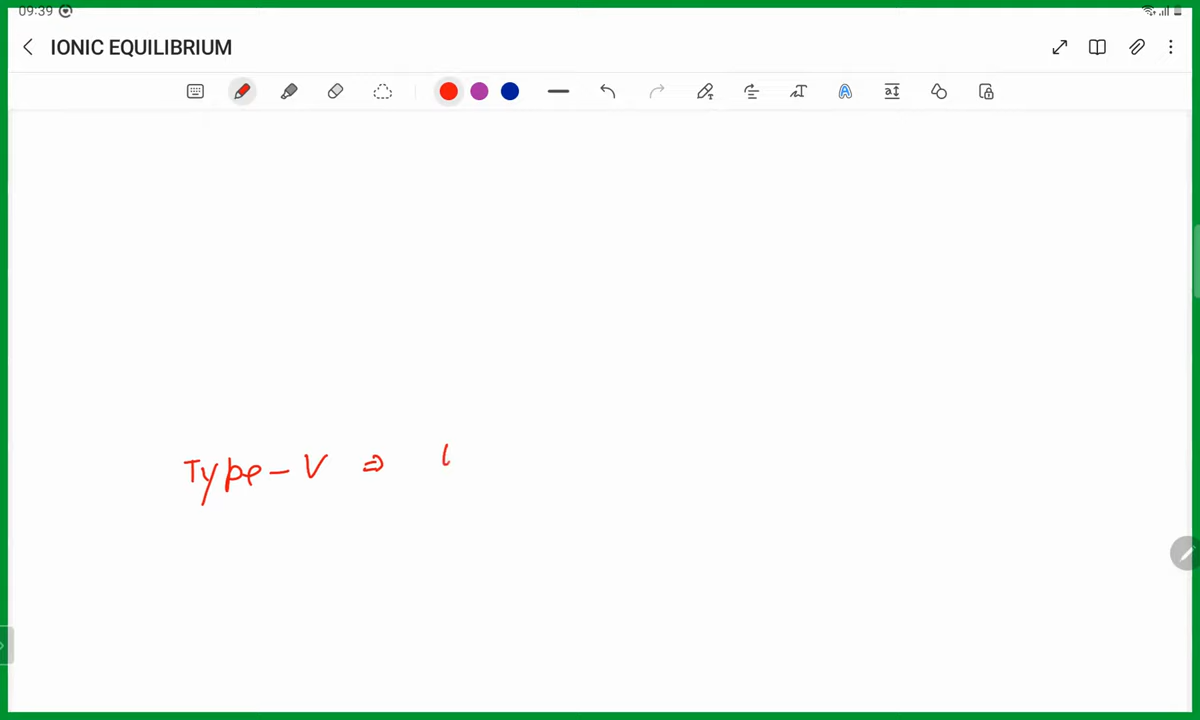 09:39
IONIC EQUILIBRIUM
Type - V ⇒